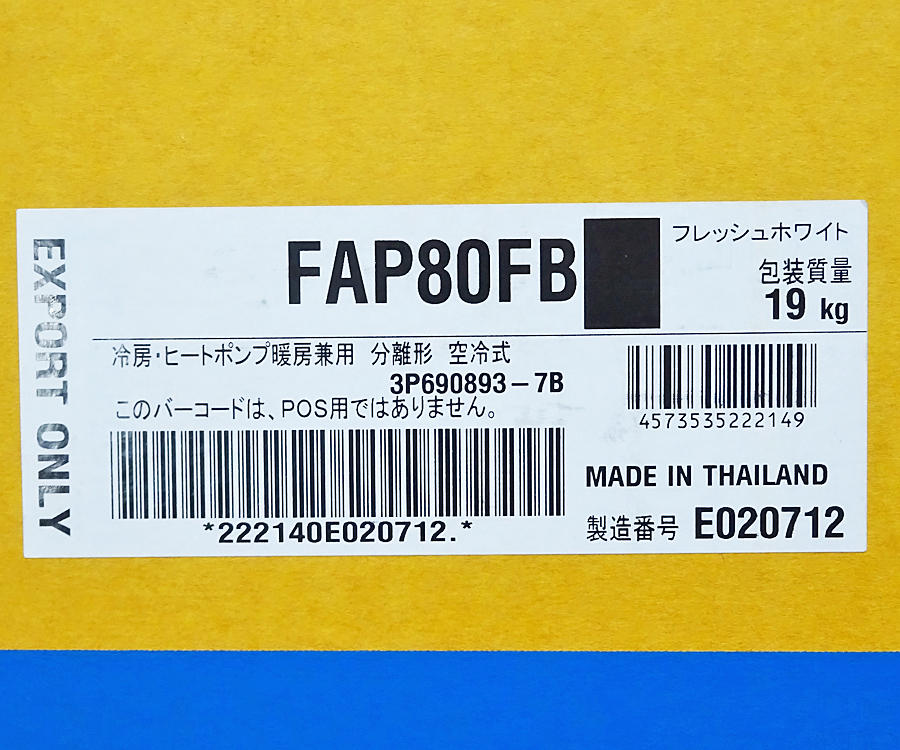 EXPORT ONLY
FAP80FB
フレッシュホワイト
包装質量
19 kg
冷房・ヒートポンプ暖房兼用 分離形 空冷式
3P690893-7B
このバーコードは、POS用ではありません。
4573535222149
*222140E020712.*
MADE IN THAILAND
製造番号 E020712